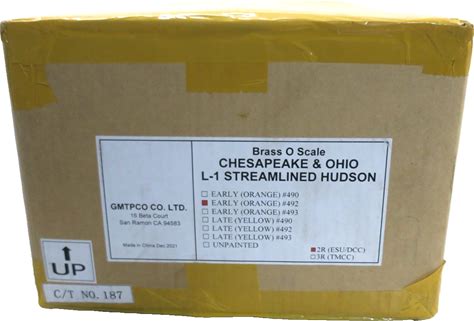 Brass O Scale
CHESAPEAKE & OHIO
L-1 STREAMLINED HUDSON
GMTPCO CO. LTD.
15 Beta Court
San Ramon CA 94583
Made in China Dec.2021
EARLY (ORANGE) #490
EARLY (ORANGE) #492
EARLY (ORANGE) #493
LATE (YELLOW) #490
LATE (YELLOW) #492
LATE (YELLOW) #493
UNPAINTED
2R (ESU/DCC)
3R (TMCC)
UP
C/T NO. 187